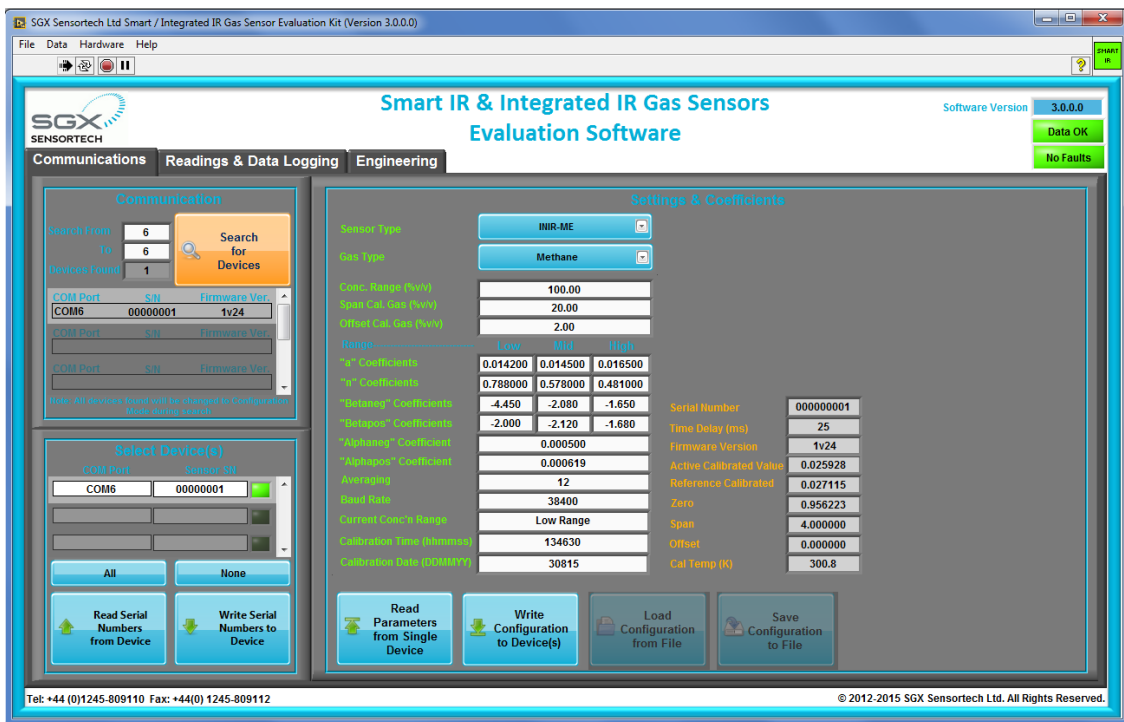 SGX Sensortech Ltd Smart / Integrated IR Gas Sensor Evaluation Kit (Version 3.0.0.0)
File Data Hardware Help
SMART IR
SGX
SENSORTECH
Smart IR & Integrated IR Gas Sensors
Evaluation Software
Software Version 3.0.0.0
Data OK
No Faults
Communications Readings & Data Logging Engineering
Communication
Search From 6
To 6
Devices Found 1
Search
for
Devices
COM Port S/N Firmware Ver.
COM6 00000001 1v24
COM Port S/N Firmware Ver.
COM Port S/N Firmware Ver.
Note: All devices found will be changed to Configuration
Mode during search
Select Device(s)
COM Port Sensor SN
COM6 00000001
All None
Read Serial
Numbers
from Device
Write Serial
Numbers to
Device
Settings & Coefficients
Sensor Type INIR-ME
Gas Type Methane
Conc. Range (%v/v) 100.00
Span Cal. Gas (%v/v) 20.00
Offset Cal. Gas (%v/v) 2.00
Range Low Mid High
"a" Coefficients 0.014200 0.014500 0.016500
"n" Coefficients 0.788000 0.578000 0.481000
"Betaneg" Coefficients -4.450 -2.080 -1.650
"Betapos" Coefficients -2.000 -2.120 -1.680
"Alphaneg" Coefficient 0.000500
"Alphapos" Coefficient 0.000619
Averaging 12
Baud Rate 38400
Current Conc'n Range Low Range
Calibration Time (hhmmss) 134630
Calibration Date (DDMMYY) 30815
Serial Number 000000001
Time Delay (ms) 25
Firmware Version 1v24
Active Calibrated Value 0.025928
Reference Calibrated 0.027115
Zero 0.956223
Span 4.000000
Offset 0.000000
Cal Temp (K) 300.8
Read
Parameters
from Single
Device
Write
Configuration
to Device(s)
Load
Configuration
from File
Save
Configuration
to File
Tel: +44 (0)1245-809110 Fax: +44(0) 1245-809112
© 2012-2015 SGX Sensortech Ltd. All Rights Reserved.